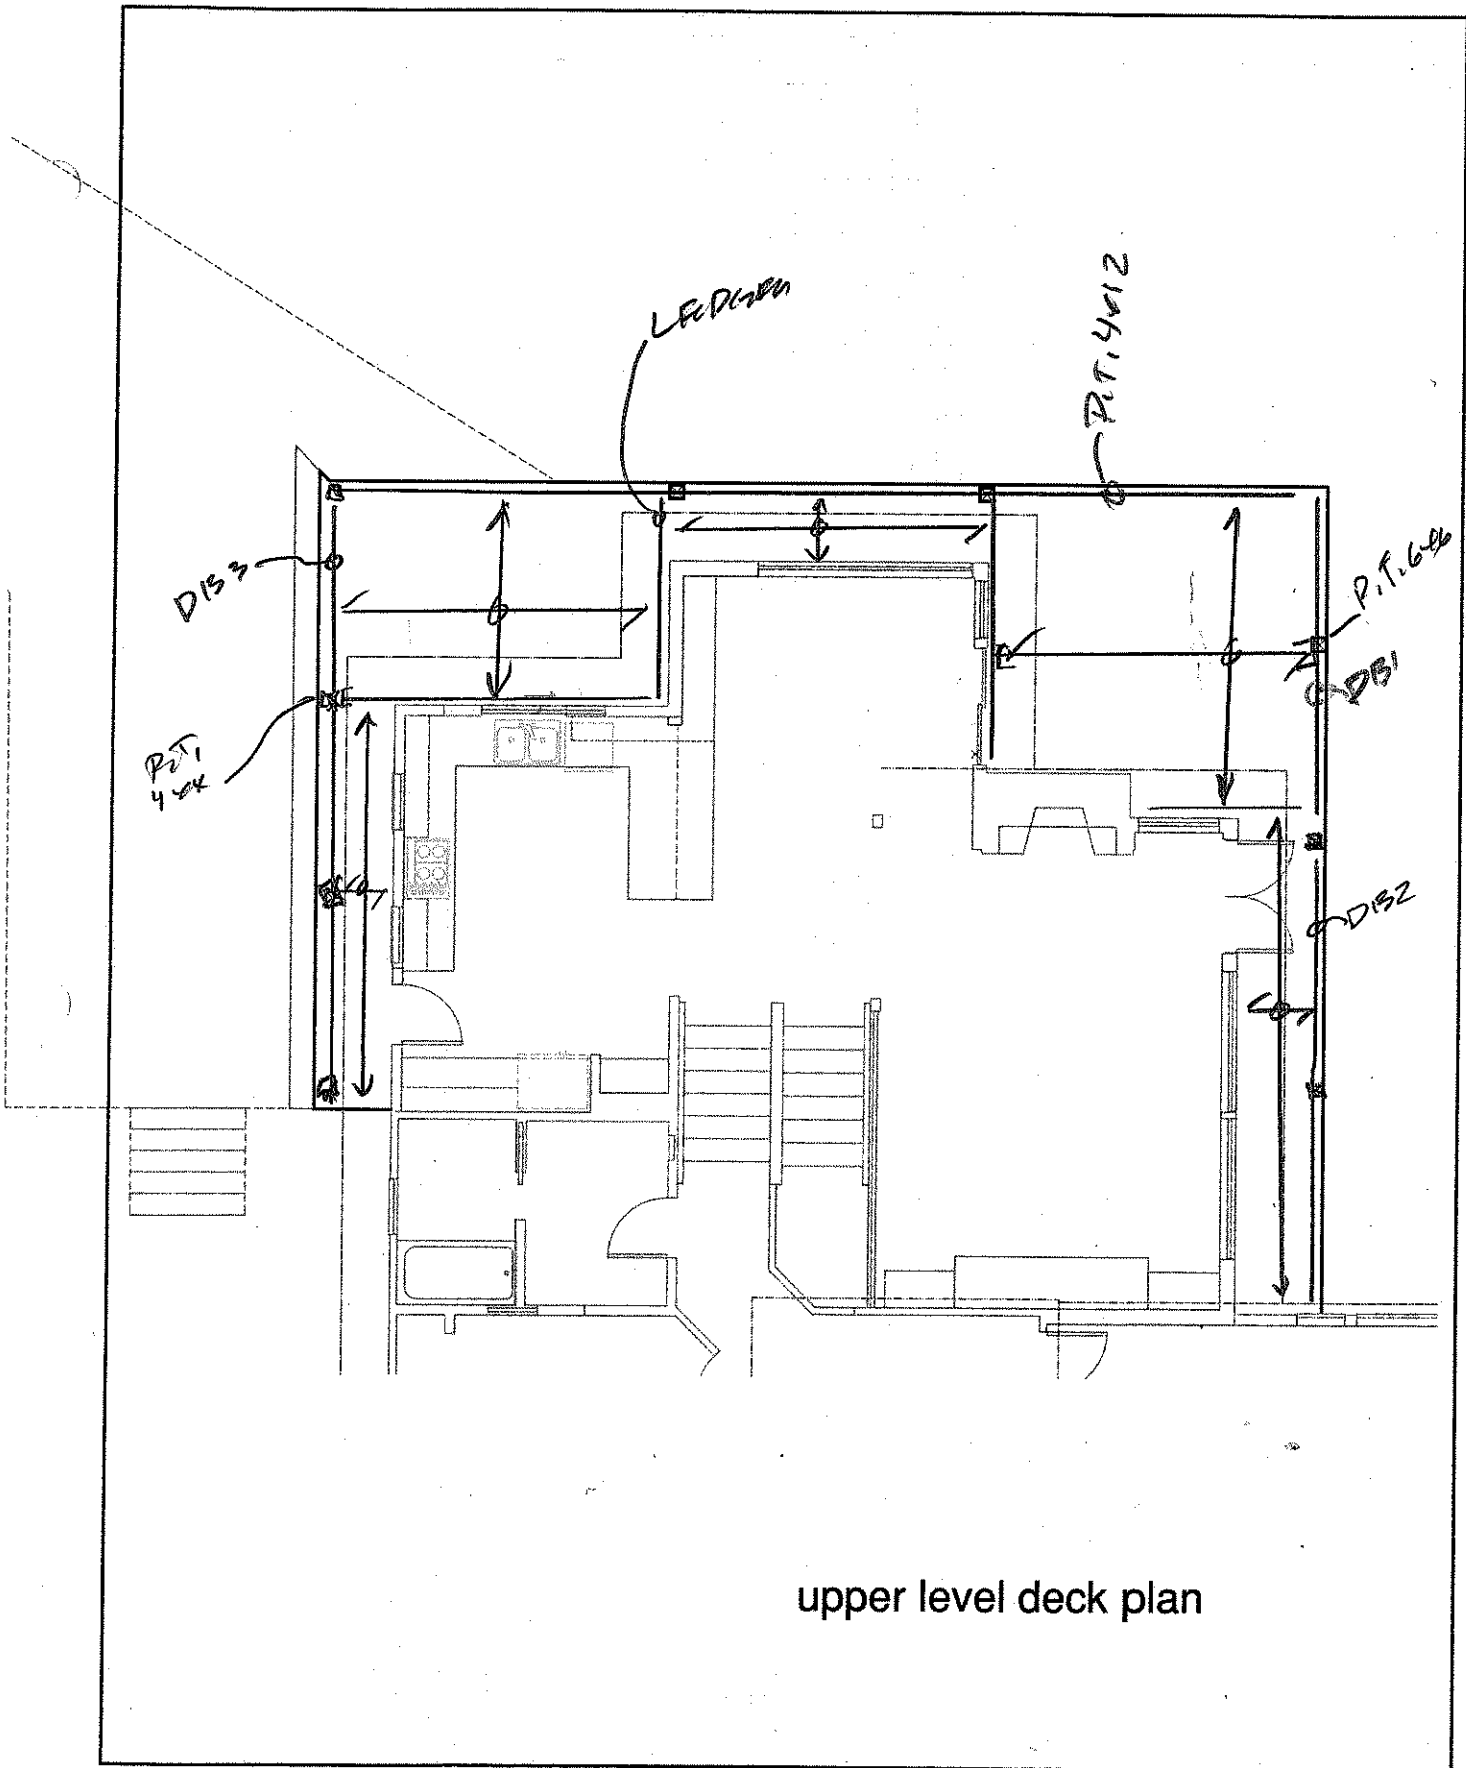 LEDGER
P.T. 4x12
DB3
P.T. 6x6
DB1
P.T.
4x4
DB2
upper level deck plan